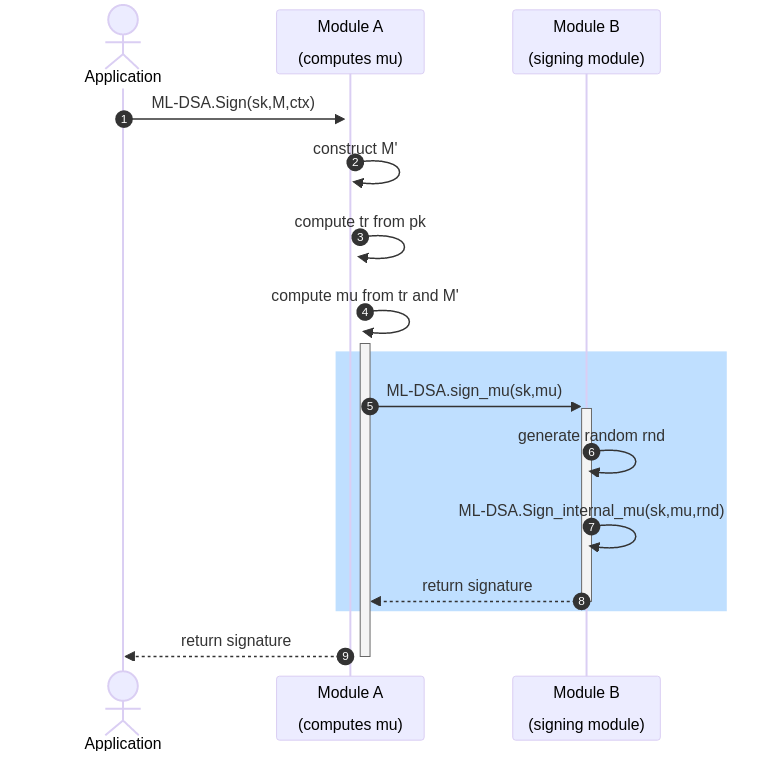 Application
Module A
(computes mu)
Module B
(signing module)
ML-DSA.Sign(sk,M,ctx)
1
construct M'
2
compute tr from pk
3
compute mu from tr and M'
4
ML-DSA.sign_mu(sk,mu)
5
generate random rnd
6
ML-DSA.Sign_internal_mu(sk,mu,rnd)
7
return signature
8
return signature
9
Application
Module A
(computes mu)
Module B
(signing module)